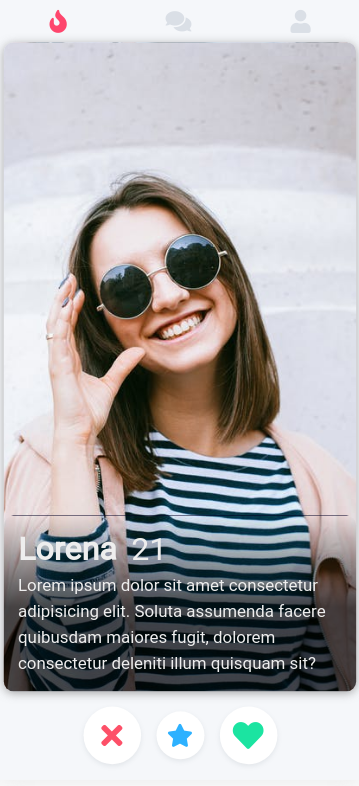 Lorena 21
Lorem ipsum dolor sit amet consectetur
adipisicing elit. Soluta assumenda facere
quibusdam maiores fugit, dolorem
consectetur deleniti illum quisquam sit?